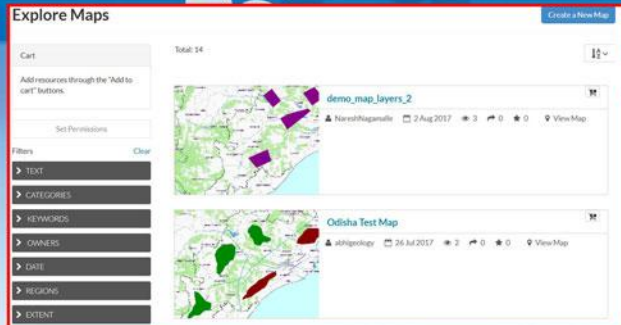 Explore Maps
Create a New Map
Cart
Add resources through the "Add to
cart" buttons.
Set Permissions
Filters
Clear
TEXT
CATEGORIES
KEYWORDS
OWNERS
DATE
REGIONS
EXTENT
Total: 14
demo_map_layers_2
NareshNagamalle 2 Aug 2017 3 0 0 View Map
Odisha Test Map
abhigeology 26 Jul 2017 2 0 0 View Map